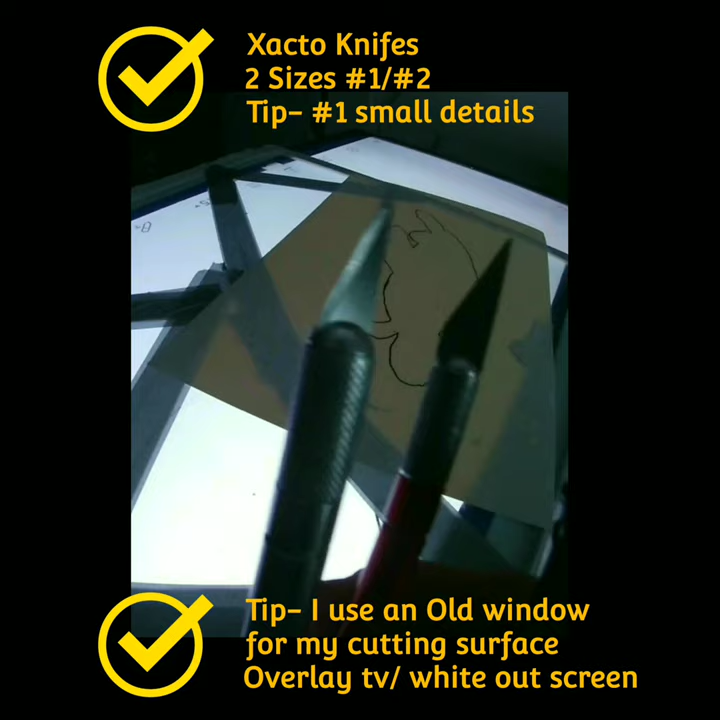 Xacto Knifes
2 Sizes #1/#2
Tip- #1 small details
Tip- I use an Old window
for my cutting surface
Overlay tv/ white out screen